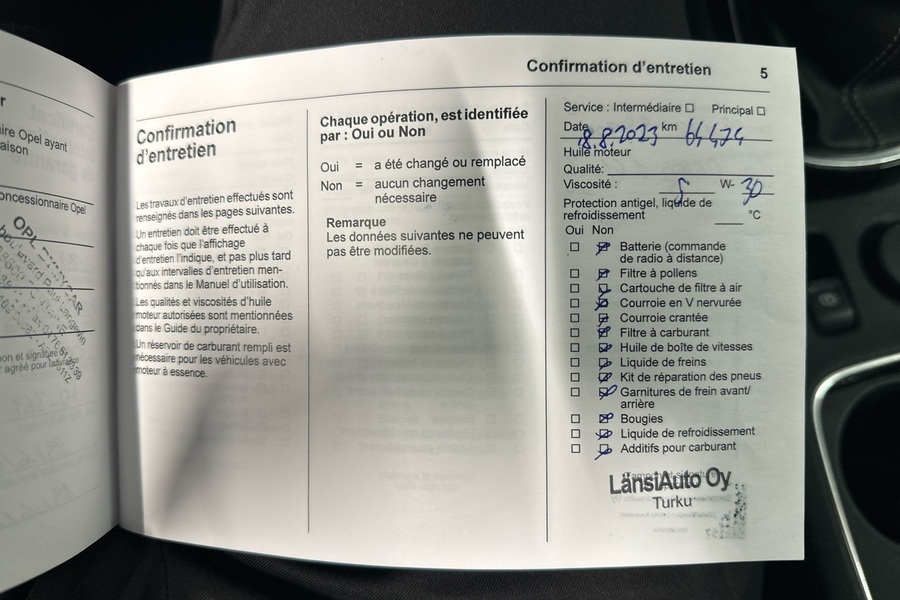 Confirmation d'entretien 5
aire Opel ayant
aison
oncessionnaire Opel
Confirmation
d'entretien
Les travaux d'entretien effectués sont
renseignés dans les pages suivantes.
Un entretien doit être effectué à
chaque fois que l'affichage
d'entretien l'indique, et pas plus tard
qu'aux intervalles d'entretien men-
tionnés dans le Manuel d'utilisation.
Les qualités et viscosités d'huile
moteur autorisées sont mentionnées
dans le Guide du propriétaire.
Un réservoir de carburant rempli est
nécessaire pour les véhicules avec
moteur à essence.
Chaque opération, est identifiée
par : Oui ou Non
Oui = a été changé ou remplacé
Non = aucun changement
nécessaire
Remarque
Les données suivantes ne peuvent
pas être modifiées.
Service : Intermédiaire ☐ Principal ☐
Date 18.8.2023 km 64474
Huile moteur
Qualité:
Viscosité : 5 W- 30
Protection antigel, liquide de
refroidissement °C
Oui Non
Batterie (commande
de radio à distance)
Filtre à pollens
Cartouche de filtre à air
Courroie en V nervurée
Courroie crantée
Filtre à carburant
Huile de boîte de vitesses
Liquide de freins
Kit de réparation des pneus
Garnitures de frein avant/
arrière
Bougies
Liquide de refroidissement
Additifs pour carburant
LänsiAuto Oy
Turku